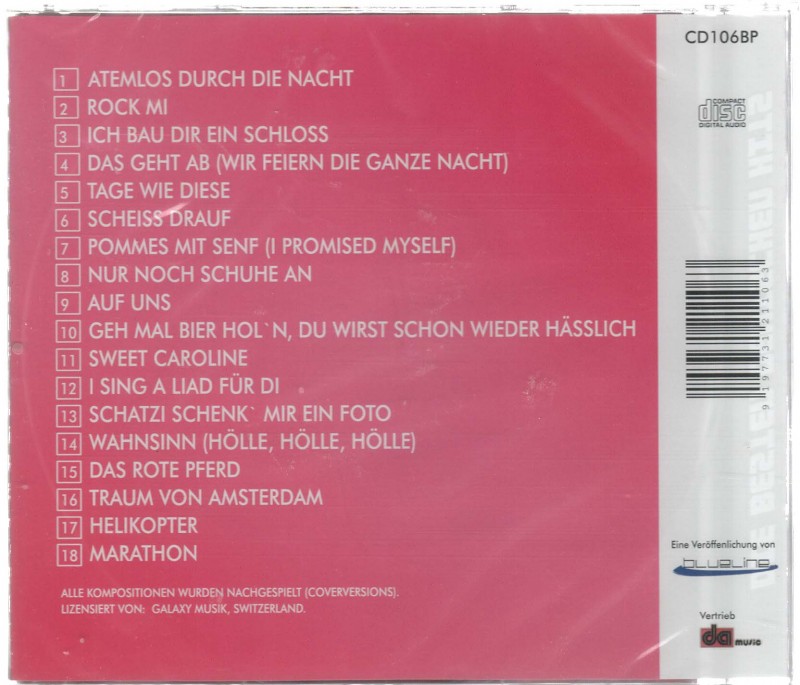 CD106BP
COMPACT
disc
DIGITAL AUDIO
1 ATEMLOS DURCH DIE NACHT
2 ROCK MI
3 ICH BAU DIR EIN SCHLOSS
4 DAS GEHT AB (WIR FEIERN DIE GANZE NACHT)
5 TAGE WIE DIESE
6 SCHEISS DRAUF
7 POMMES MIT SENF (I PROMISED MYSELF)
8 NUR NOCH SCHUHE AN
9 AUF UNS
10 GEH MAL BIER HOL`N, DU WIRST SCHON WIEDER HÄSSLICH
11 SWEET CAROLINE
12 I SING A LIAD FÜR DI
13 SCHATZI SCHENK` MIR EIN FOTO
14 WAHNSINN (HÖLLE, HÖLLE, HÖLLE)
15 DAS ROTE PFERD
16 TRAUM VON AMSTERDAM
17 HELIKOPTER
18 MARATHON
ALLE KOMPOSITIONEN WURDEN NACHGESPIELT (COVERVERSIONS).
LIZENSIERT VON: GALAXY MUSIK, SWITZERLAND.
9 197731 211063
Eine Veröffenlichung von
blueline
Vertrieb
da music